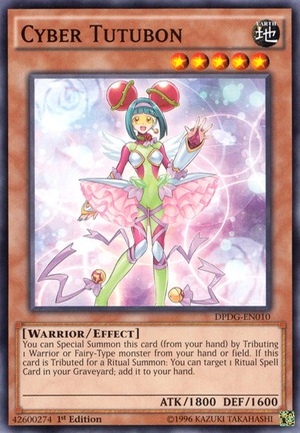 CYBER TUTUBON
EARTH
地
DPDG-EN010
[WARRIOR/EFFECT]
You can Special Summon this card (from your hand) by Tributing
1 Warrior or Fairy-Type monster from your hand or field. If this
card is Tributed for a Ritual Summon: You can target 1 Ritual Spell
Card in your Graveyard; add it to your hand.
ATK/1800 DEF/1600
42600274 1st Edition ©1996 KAZUKI TAKAHASHI